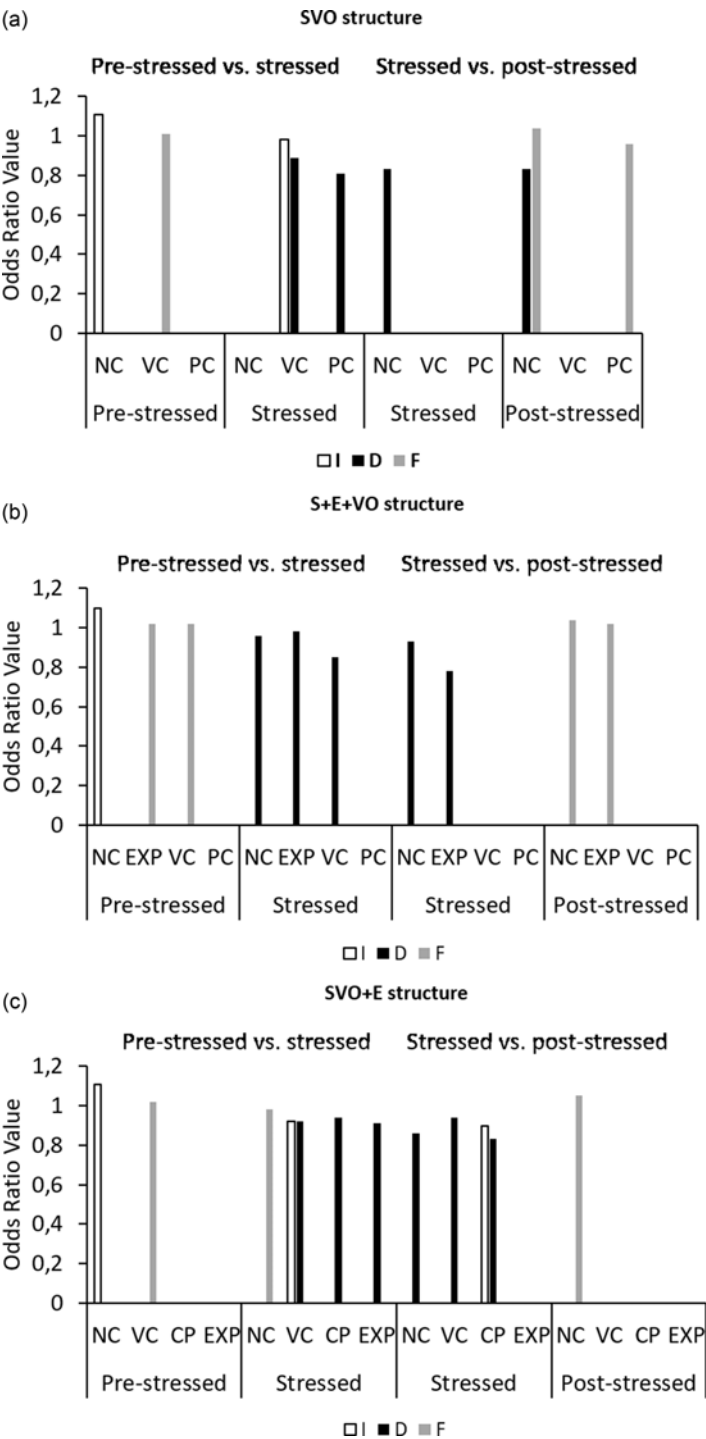 (a)
SVO structure
Pre-stressed vs. stressed Stressed vs. post-stressed
Odds Ratio Value
1,2
1
0,8
0,6
0,4
0,2
0
NC VC PC NC VC PC NC VC PC NC VC PC
Pre-stressed Stressed Stressed Post-stressed
I D F
(b)
S+E+VO structure
Pre-stressed vs. stressed Stressed vs. post-stressed
Odds Ratio Value
1,2
1
0,8
0,6
0,4
0,2
0
NC EXP VC PC NC EXP VC PC NC EXP VC PC NC EXP VC PC
Pre-stressed Stressed Stressed Post-stressed
I D F
(c)
SVO+E structure
Pre-stressed vs. stressed Stressed vs. post-stressed
Odds Ratio Value
1,2
1
0,8
0,6
0,4
0,2
0
NC VC CP EXP NC VC CP EXP NC VC CP EXP NC VC CP EXP
Pre-stressed Stressed Stressed Post-stressed
I D F